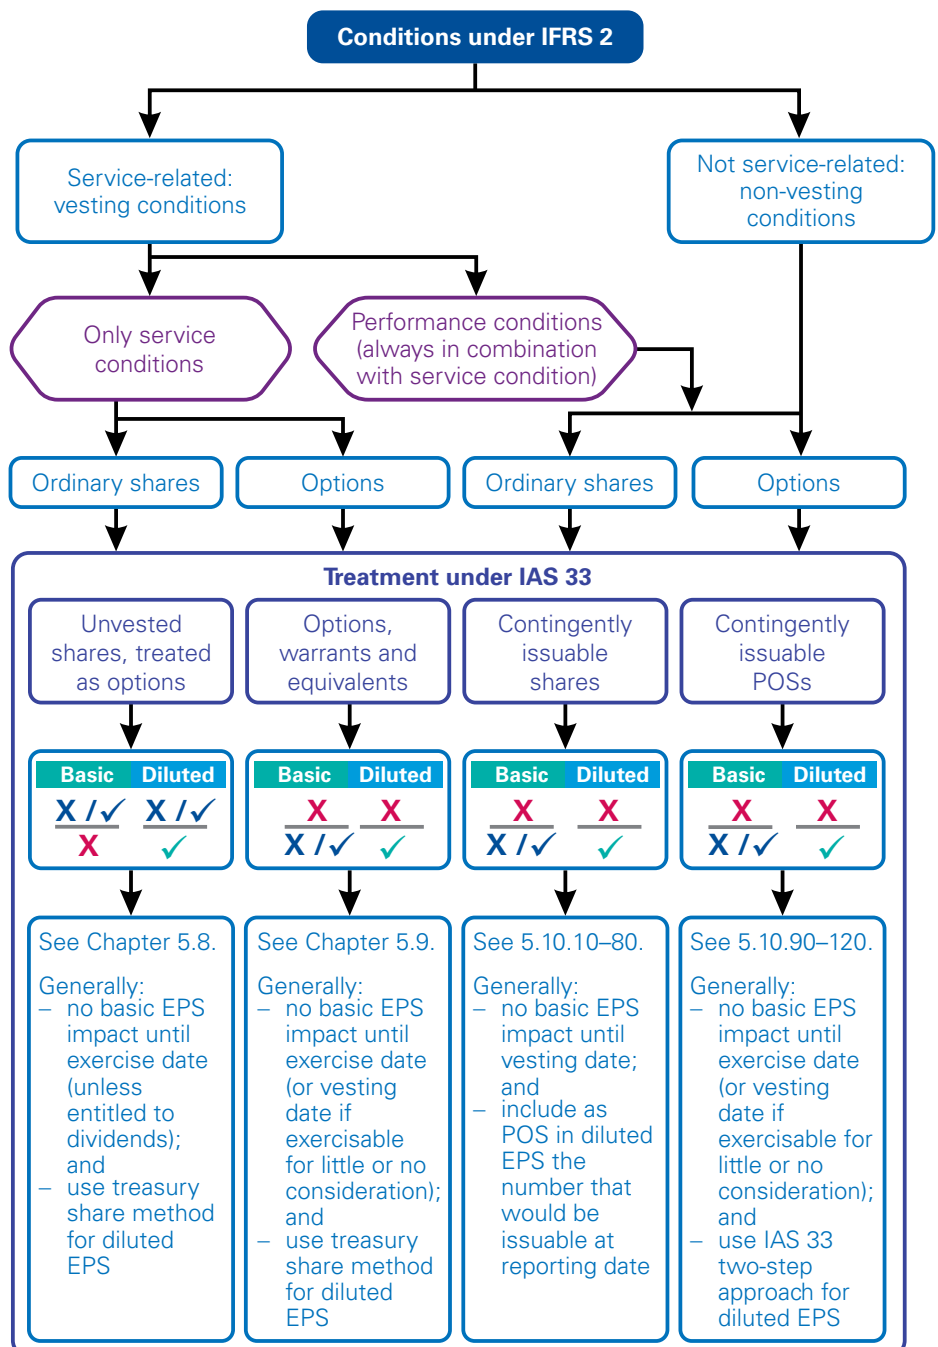 Conditions under IFRS 2
Service-related:
vesting conditions
Not service-related:
non-vesting
conditions
Only service
conditions
Performance conditions
(always in combination
with service condition)
Ordinary shares
Options
Ordinary shares
Options
Treatment under IAS 33
Unvested
shares, treated
as options
Options,
warrants and
equivalents
Contingently
issuable
shares
Contingently
issuable
POSs
Basic Diluted
X / ✓ X / ✓
X ✓
Basic Diluted
X X
X / ✓ ✓
Basic Diluted
X X
X / ✓ ✓
Basic Diluted
X X
X / ✓ ✓
See Chapter 5.8.
Generally:
– no basic EPS
impact until
exercise date
(unless
entitled to
dividends);
and
– use treasury
share method
for diluted
EPS
See Chapter 5.9.
Generally:
– no basic EPS
impact until
exercise date
(or vesting
date if
exercisable
for little or no
consideration);
and
– use treasury
share method
for diluted
EPS
See 5.10.10–80.
Generally:
– no basic EPS
impact until
vesting date;
and
– include as
POS in diluted
EPS the
number that
would be
issuable at
reporting date
See 5.10.90–120.
Generally:
– no basic EPS
impact until
exercise date
(or vesting
date if
exercisable for
little or no
consideration);
and
– use IAS 33
two-step
approach for
diluted EPS